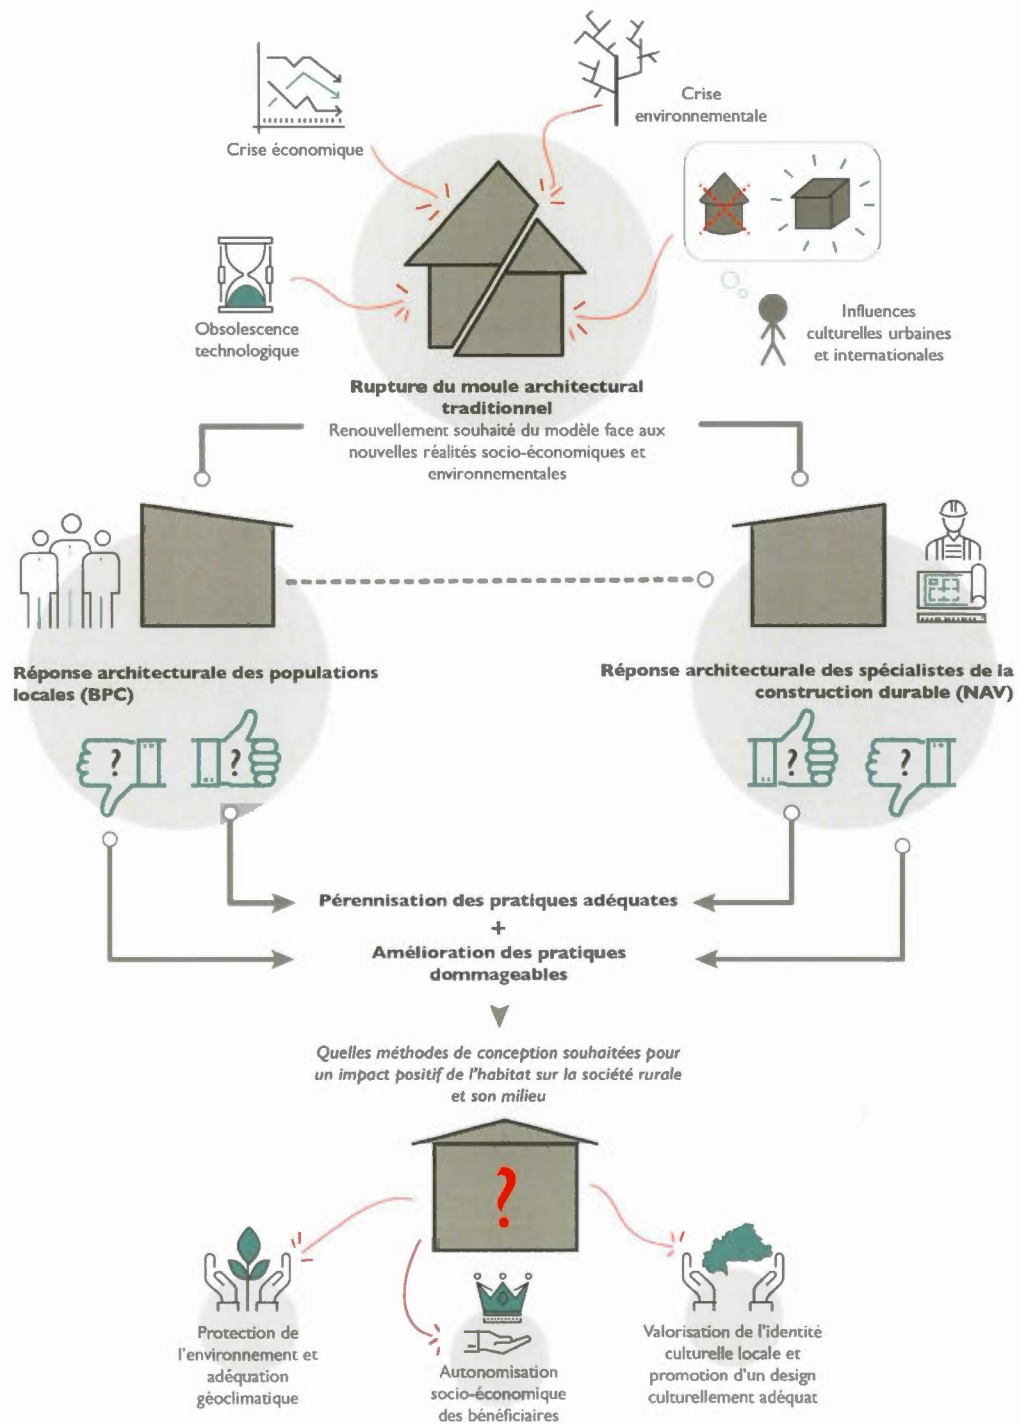 Crise économique
Crise
environnementale
Obsolescence
technologique
Influences
culturelles urbaines
et internationales
Rupture du moule architectural
traditionnel
Renouvellement souhaité du modèle face aux
nouvelles réalités socio-économiques et
environnementales
Réponse architecturale des populations
locales (BPC)
Réponse architecturale des spécialistes de la
construction durable (NAV)
? ?
? ?
Pérennisation des pratiques adéquates
+
Amélioration des pratiques
dommageables
Quelles méthodes de conception souhaitées pour
un impact positif de l'habitat sur la société rurale
et son milieu
?
Protection de
l'environnement et
adéquation
géoclimatique
Autonomisation
socio-économique
des bénéficiaires
Valorisation de l'identité
culturelle locale et
promotion d'un design
culturellement adéquat